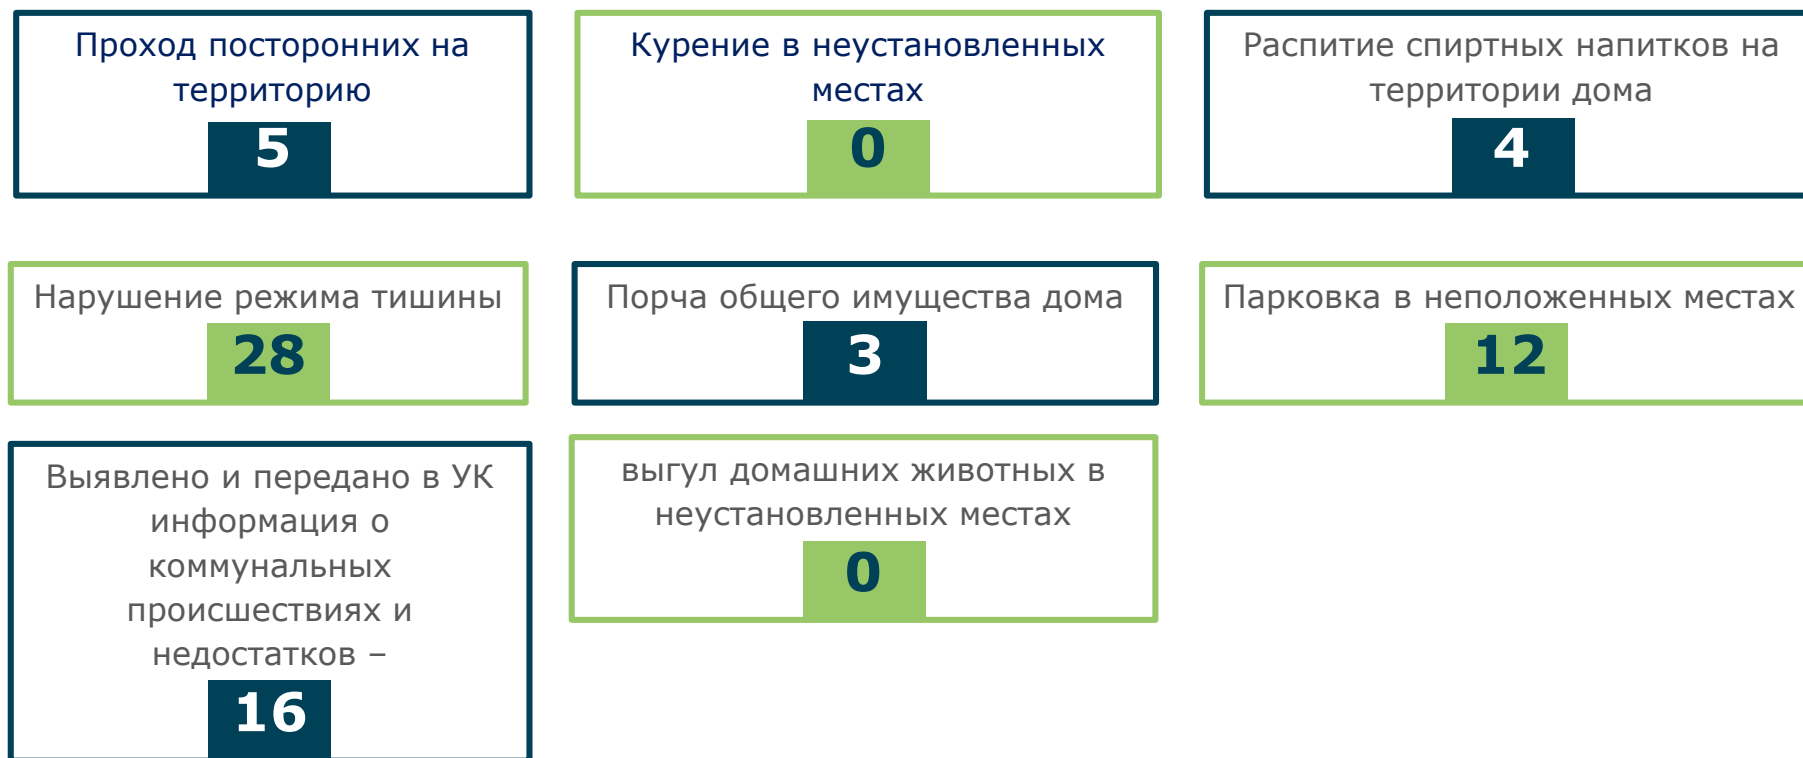 Проход посторонних на
территорию
5
Курение в неустановленных
местах
0
Распитие спиртных напитков на
территории дома
4
Нарушение режима тишины
28
Порча общего имущества дома
3
Парковка в неположенных местах
12
Выявлено и передано в УК
информация о
коммунальных
происшествиях и
недостатков –
16
выгул домашних животных в
неустановленных местах
0